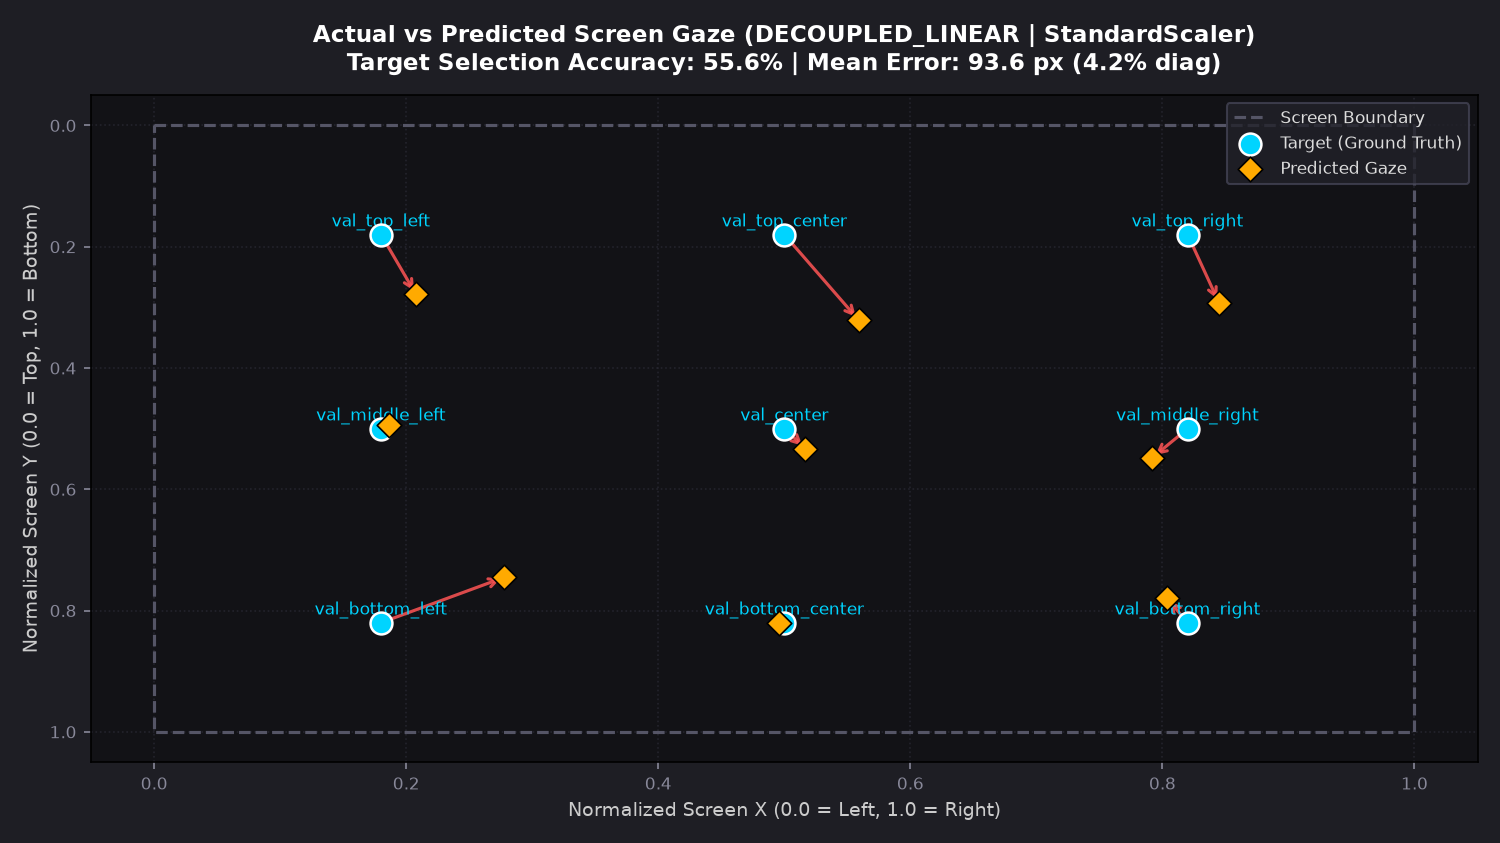 Actual vs Predicted Screen Gaze (DECOUPLED_LINEAR | StandardScaler)
Target Selection Accuracy: 55.6% | Mean Error: 93.6 px (4.2% diag)
Screen Boundary
Target (Ground Truth)
Predicted Gaze
val_top_left
val_top_center
val_top_right
val_middle_left
val_center
val_middle_right
val_bottom_left
val_bottom_center
val_bottom_right
Normalized Screen Y (0.0 = Top, 1.0 = Bottom)
0.0
0.2
0.4
0.6
0.8
1.0
0.0 0.2 0.4 0.6 0.8 1.0
Normalized Screen X (0.0 = Left, 1.0 = Right)